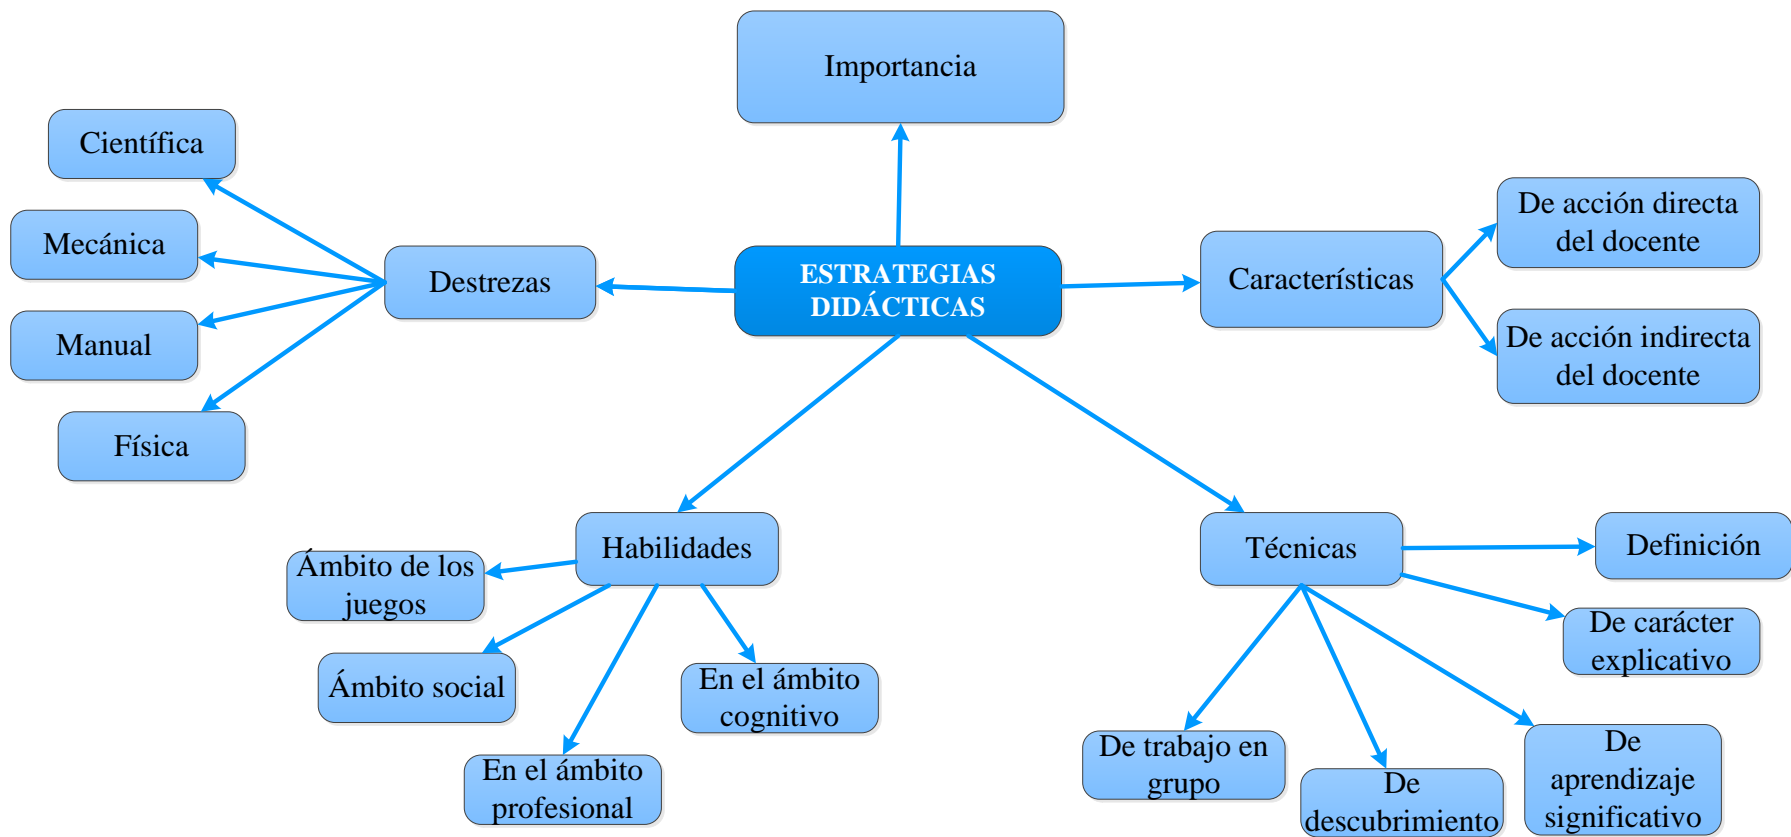 Importancia
Científica
Mecánica
Manual
Física
Destrezas
ESTRATEGIAS
DIDÁCTICAS
Característícas
De acción directa
del docente
De acción indirecta
del docente
Habilidades
Ámbito de los
juegos
Ámbito social
En el ámbito
profesional
En el ámbito
cognitivo
Técnicas
Definición
De carácter
explicativo
De
aprendizaje
significativo
De
descubrimiento
De trabajo en
grupo